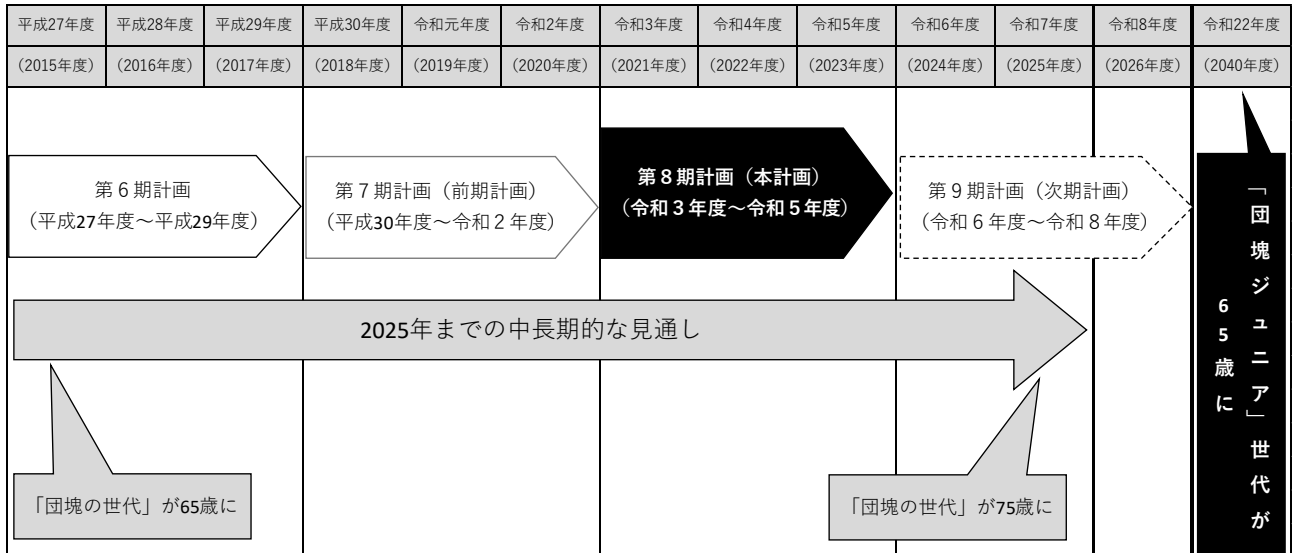 平成27年度 平成28年度 平成29年度 平成30年度 令和元年度 令和2年度 令和3年度 令和4年度 令和5年度 令和6年度 令和7年度 令和8年度 令和22年度
(2015年度) (2016年度) (2017年度) (2018年度) (2019年度) (2020年度) (2021年度) (2022年度) (2023年度) (2024年度) (2025年度) (2026年度) (2040年度)
第6期計画
(平成27年度～平成29年度)
第7期計画(前期計画)
(平成30年度～令和2年度)
第8期計画(本計画)
(令和3年度～令和5年度)
第9期計画(次期計画)
(令和6年度～令和8年度)
2025年までの中長期的な見通し
「団塊の世代」が65歳に
「団塊の世代」が75歳に
「団塊ジュニア」世代が
65歳に